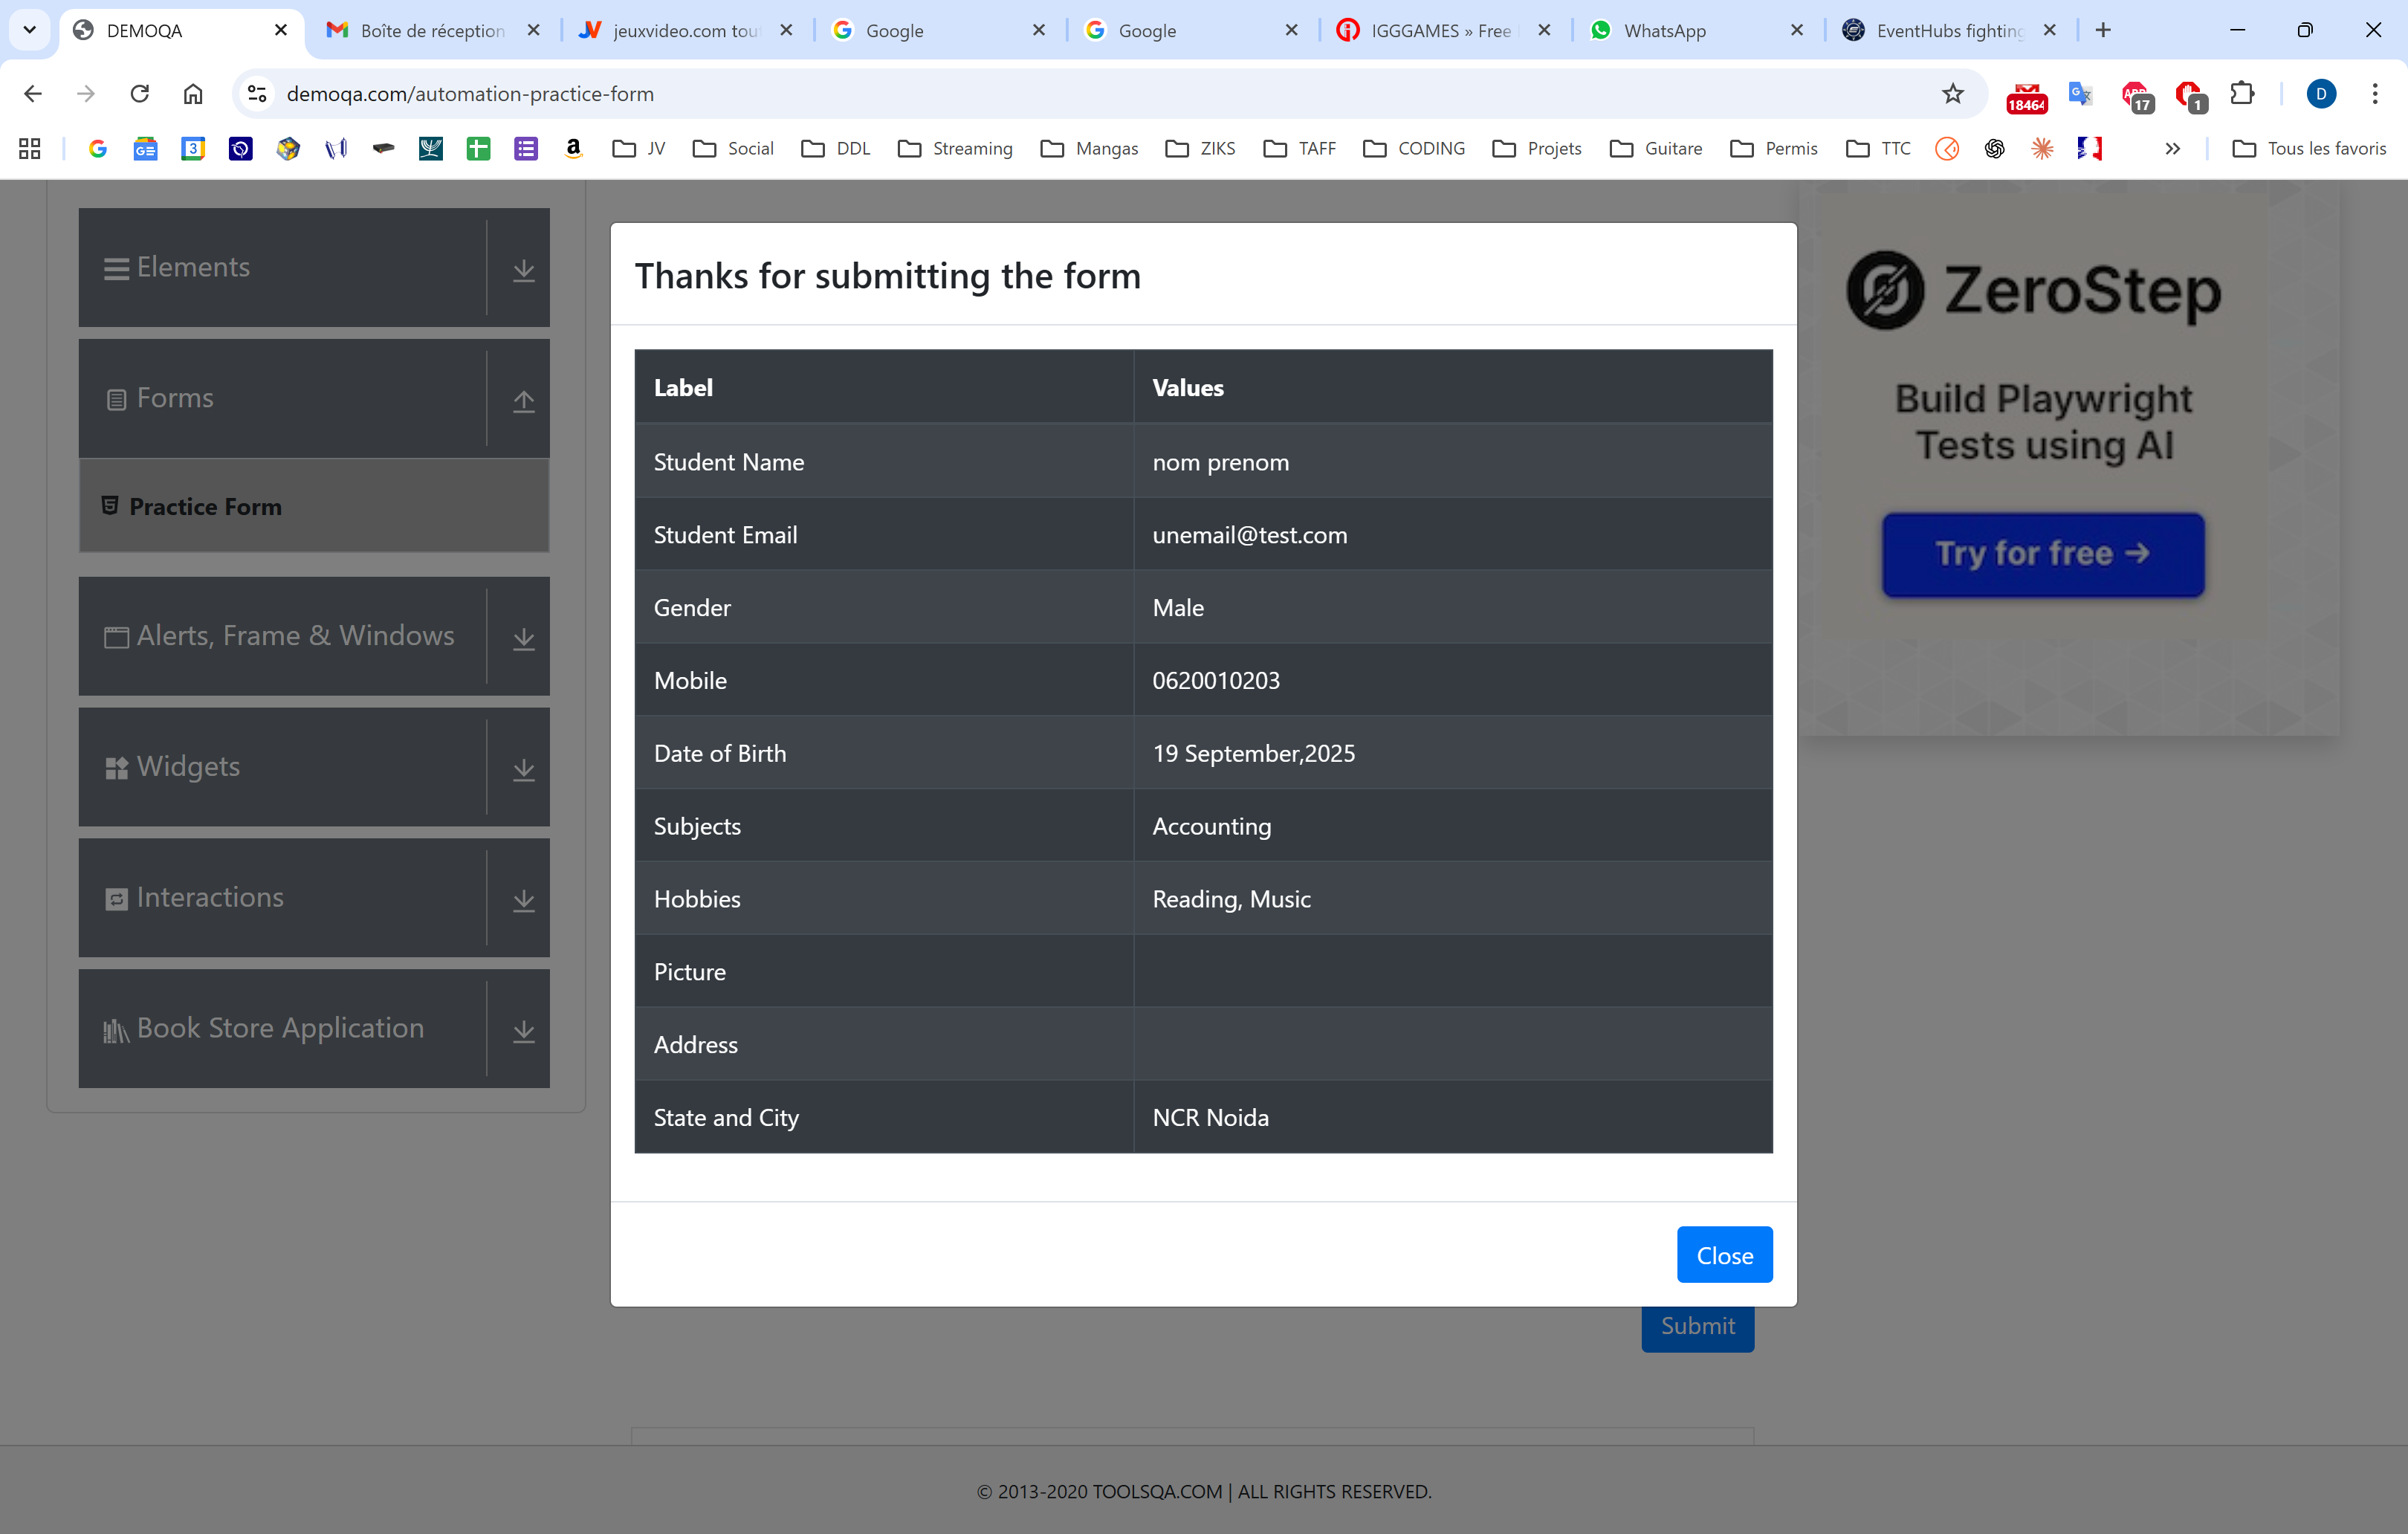 DEMOQA
Boîte de réception
jeuxvideo.com tou
Google
Google
IGGGAMES » Free
WhatsApp
EventHubs fighting
demoqa.com/automation-practice-form
18464
17
1
D
JV
Social
DDL
Streaming
Mangas
ZIKS
TAFF
CODING
Projets
Guitare
Permis
TTC
Tous les favoris
Elements
Forms
Practice Form
Alerts, Frame & Windows
Widgets
Interactions
Book Store Application
Thanks for submitting the form
Label Values
Student Name nom prenom
Student Email unemail@test.com
Gender Male
Mobile 0620010203
Date of Birth 19 September,2025
Subjects Accounting
Hobbies Reading, Music
Picture
Address
State and City NCR Noida
Close
Submit
ZeroStep
Build Playwright
Tests using AI
Try for free →
© 2013-2020 TOOLSQA.COM | ALL RIGHTS RESERVED.